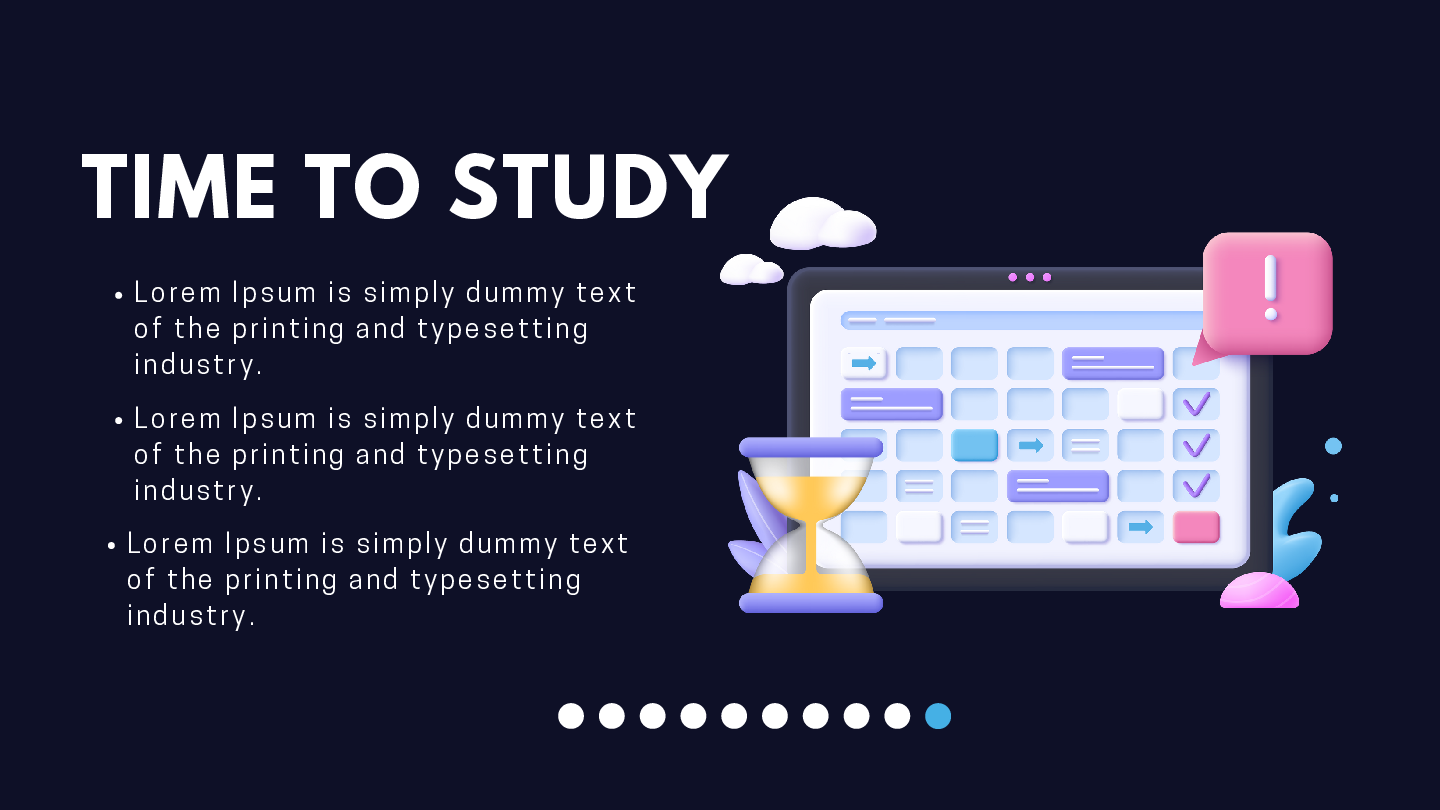 TIME TO STUDY
• Lorem Ipsum is simply dummy text
of the printing and typesetting
industry.
• Lorem Ipsum is simply dummy text
of the printing and typesetting
industry.
• Lorem Ipsum is simply dummy text
of the printing and typesetting
industry.
!